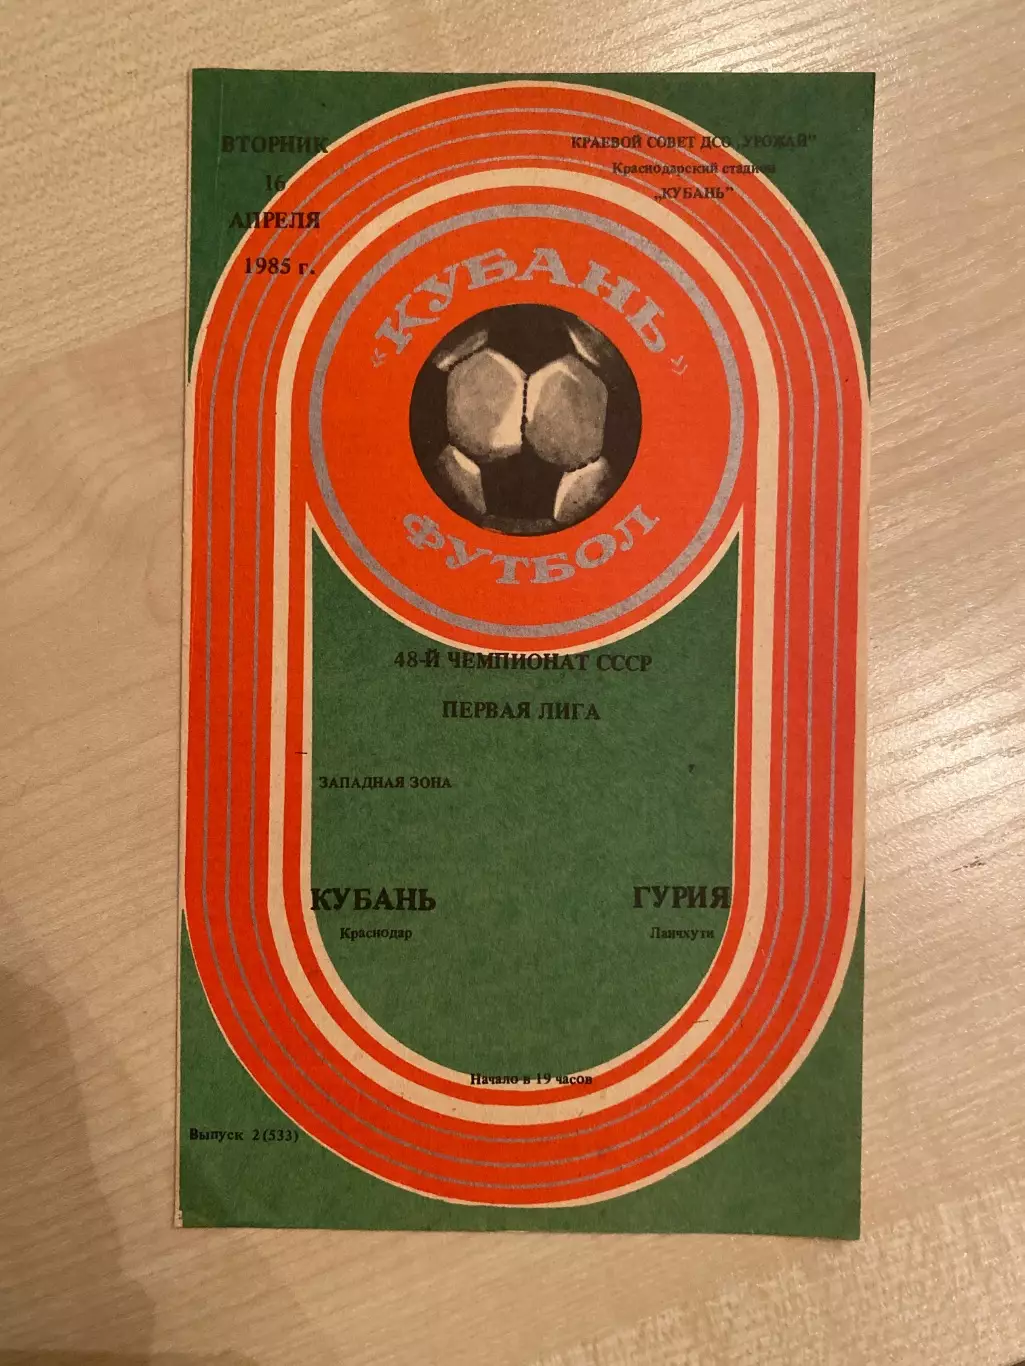 ВТОРНИК
16
АПРЕЛЯ
1985 г.
КРАЕВОЙ СОВЕТ ДСО „УРОЖАЙ"
Краснодарский стадион
„КУБАНЬ"
«КУБАНЬ»
ФУТБОЛ
48-Й ЧЕМПИОНАТ СССР
ПЕРВАЯ ЛИГА
ЗАПАДНАЯ ЗОНА
КУБАНЬ
Краснодар
ГУРИЯ
Ланчхути
Начало в 19 часов
Выпуск 2 (533)